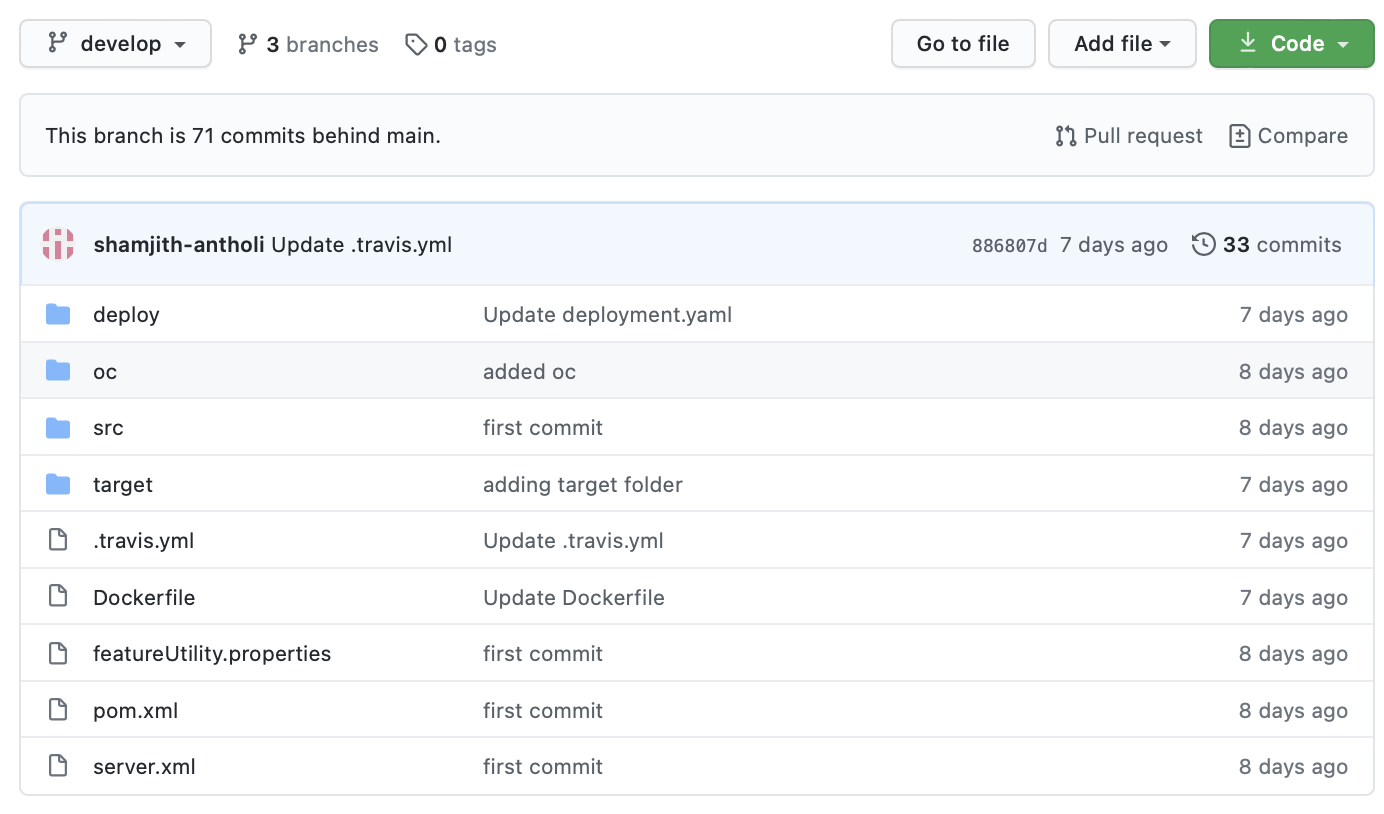 develop 3 branches 0 tags Go to file Add file Code
This branch is 71 commits behind main. Pull request Compare
shamjith-antholi Update .travis.yml 886807d 7 days ago 33 commits
deploy Update deployment.yaml 7 days ago
oc added oc 8 days ago
src first commit 8 days ago
target adding target folder 7 days ago
.travis.yml Update .travis.yml 7 days ago
Dockerfile Update Dockerfile 7 days ago
featureUtility.properties first commit 8 days ago
pom.xml first commit 8 days ago
server.xml first commit 8 days ago